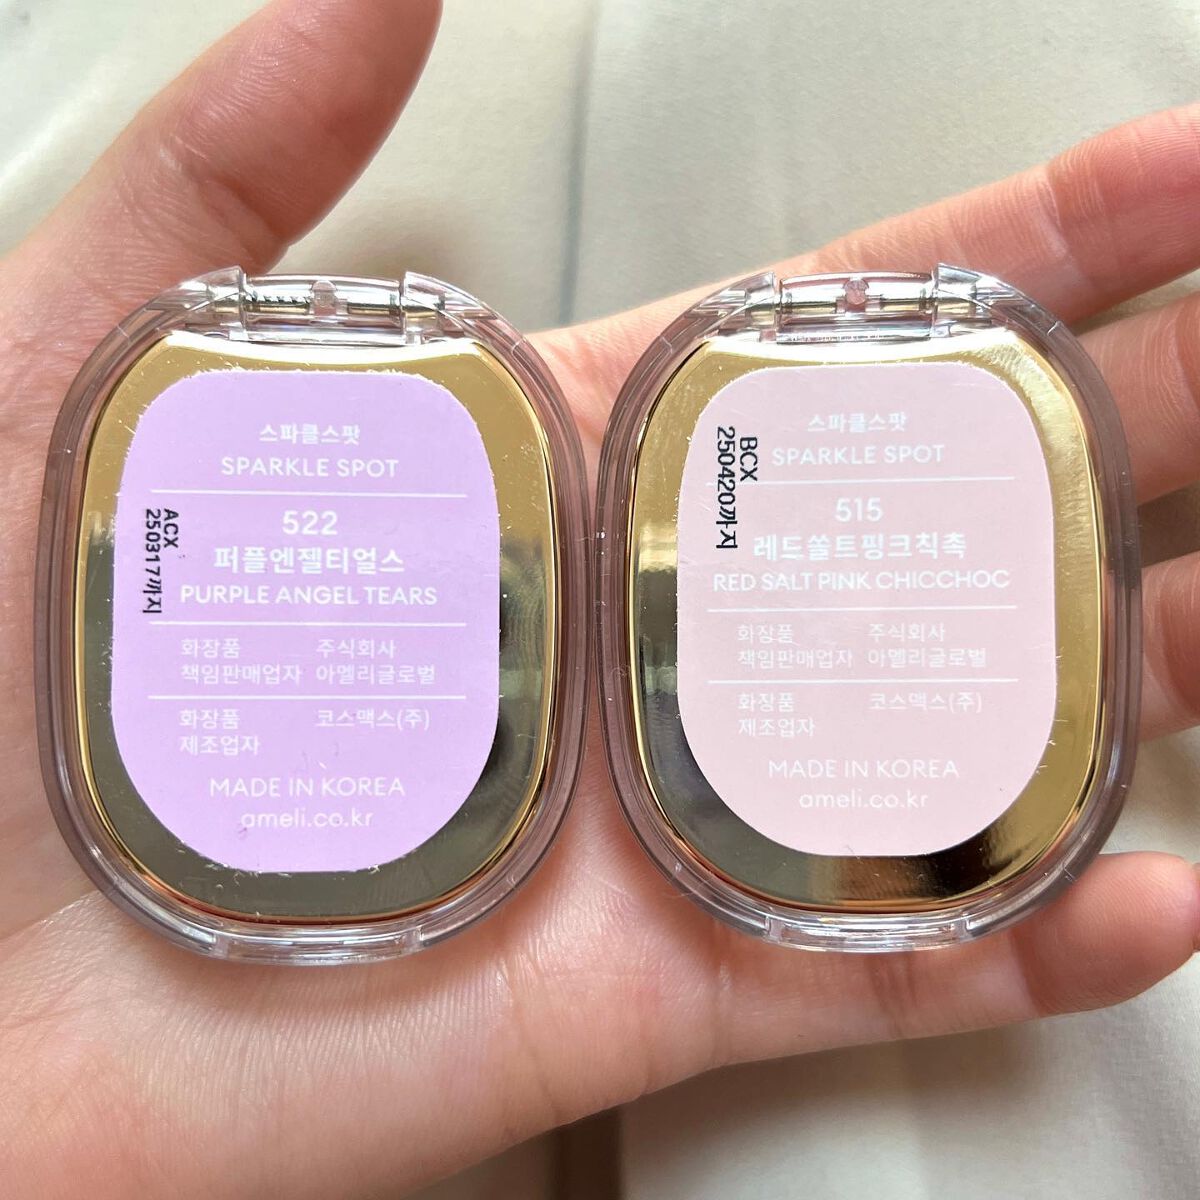 스파클스팟
SPARKLE SPOT
522
퍼플엔젤티얼스
PURPLE ANGEL TEARS
화장품 주식회사
책임판매업자 아멜리글로벌
화장품 코스맥스(주)
제조업자
MADE IN KOREA
ameli.co.kr
ACX
250317까지
스파클스팟
SPARKLE SPOT
515
레드쏠트핑크칙촉
RED SALT PINK CHICCHOC
화장품 주식회사
책임판매업자 아멜리글로벌
화장품 코스맥스(주)
제조업자
MADE IN KOREA
ameli.co.kr
BCX
250420까지